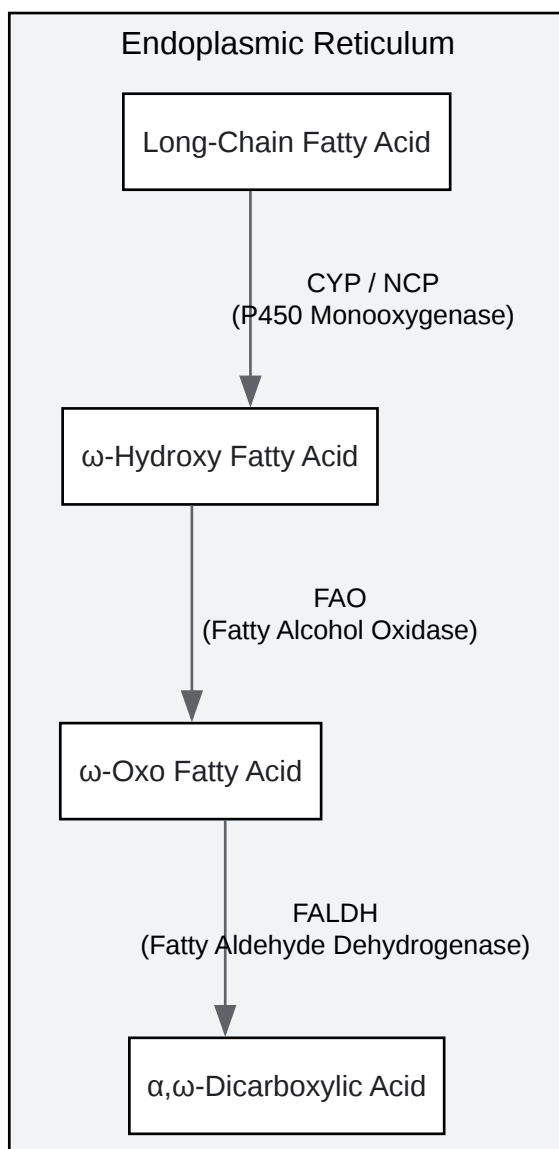 Endoplasmic Reticulum
Long-Chain Fatty Acid
CYP / NCP
(P450 Monooxygenase)
ω-Hydroxy Fatty Acid
FAO
(Fatty Alcohol Oxidase)
ω-Oxo Fatty Acid
FALDH
(Fatty Aldehyde Dehydrogenase)
α,ω-Dicarboxylic Acid